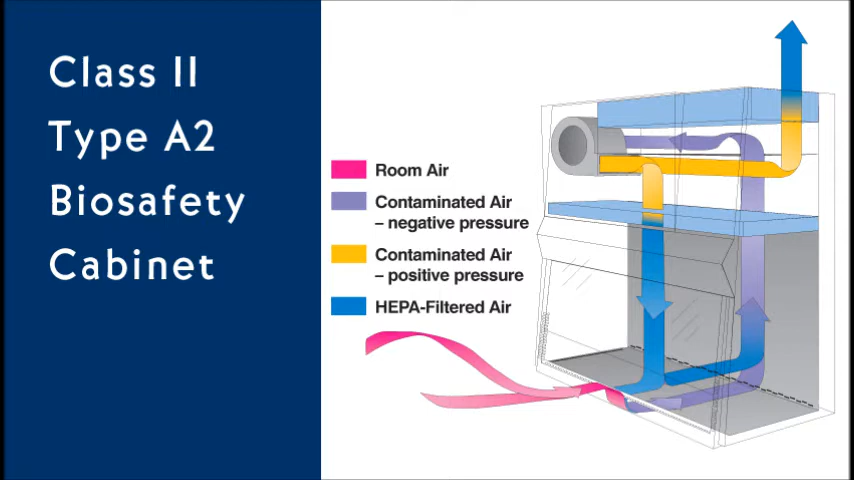 Class II
Type A2
Biosafety
Cabinet
Room Air
Contaminated Air
– negative pressure
Contaminated Air
– positive pressure
HEPA-Filtered Air